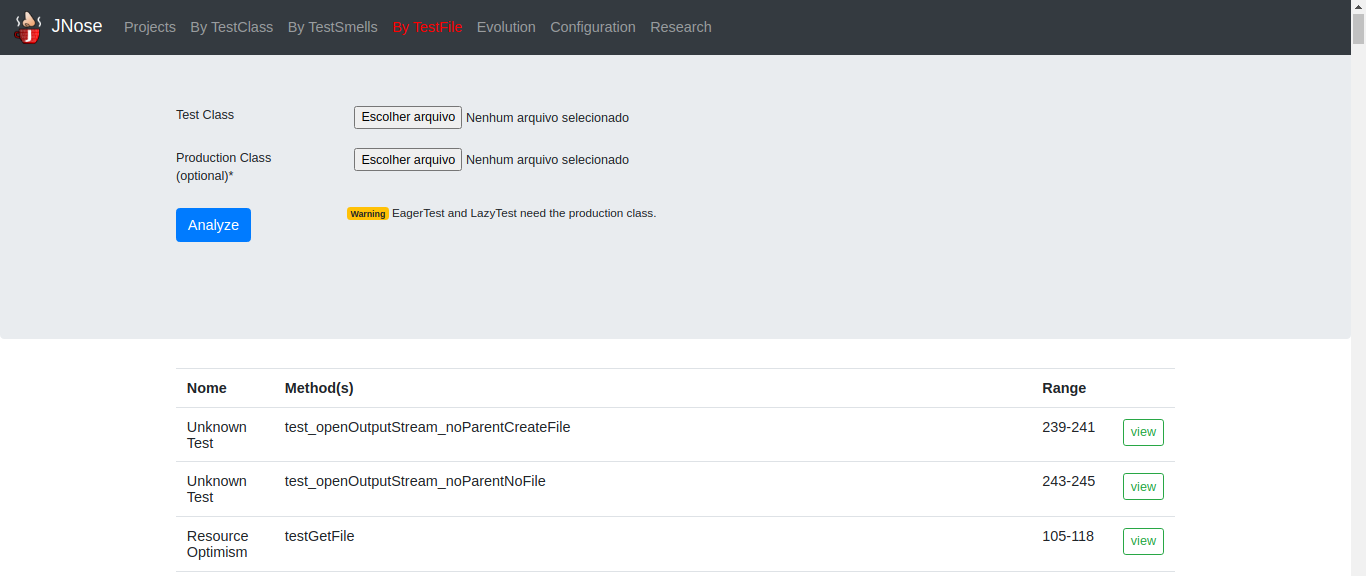 JNose Projects By TestClass By TestSmells By TestFile Evolution Configuration Research
Test Class Escolher arquivo Nenhum arquivo selecionado
Production Class Escolher arquivo Nenhum arquivo selecionado
(optional)*
Analyze Warning EagerTest and LazyTest need the production class.
Nome Method(s) Range
Unknown test_openOutputStream_noParentCreateFile 239-241 view
Test
Unknown test_openOutputStream_noParentNoFile 243-245 view
Test
Resource testGetFile 105-118 view
Optimism